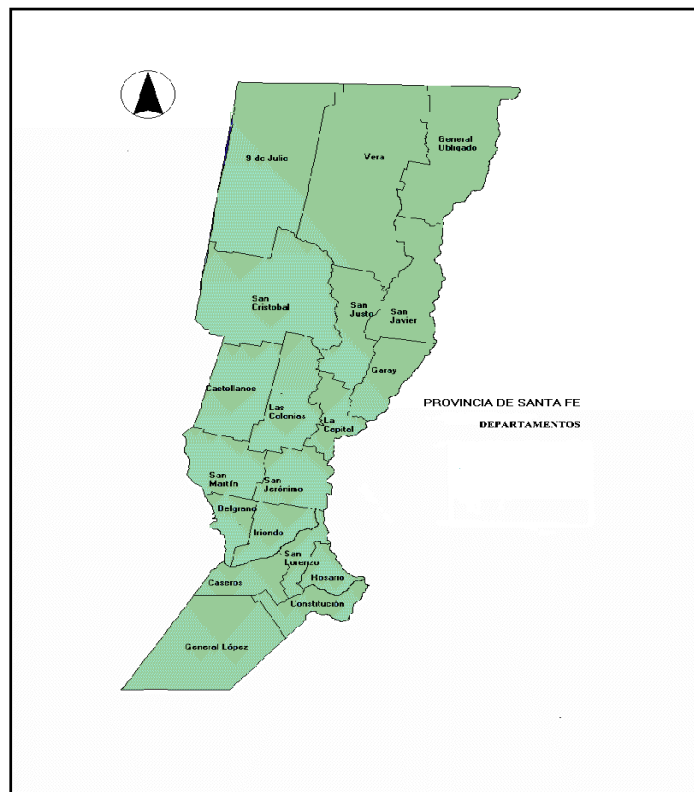 9 de Julio
Vera
General
Obligado
San
Cristobal
San
Justo
San
Javier
Garay
Castellanos
Las
Colonias
La
Capital
PROVINCIA DE SANTA FE
DEPARTAMENTOS
San
Martín
San
Jerónimo
Belgrano
Iriondo
San
Lorenzo
Rosario
Caseros
Constitución
General López